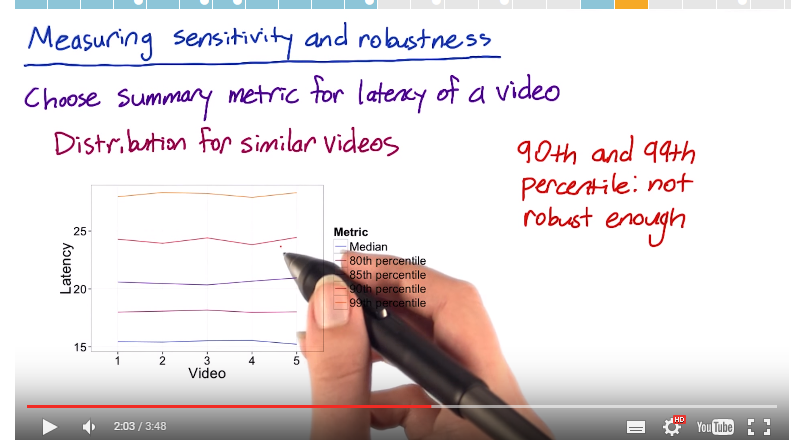 Measuring sensitivity and robustness
Choose summary metric for latency of a video
Distribution for similar videos
90th and 99th
percentile: not
robust enough
Latency
25
20
15
1 2 3 4 5
Video
Metric
Median
80th percentile
85th percentile
90th percentile
99th percentile
2:03 / 3:48
HD
YouTube